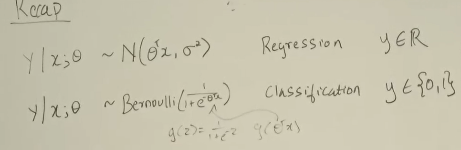 Recap
Y|x;θ ~ N(θᵀx, σ²) Regression y∈ℝ
Y|x;θ ~ Bernoulli(1/(1+e^(-θᵀx))) Classification y∈{0,1}
g(z)=1/(1+e^(-z)) g(θᵀx)